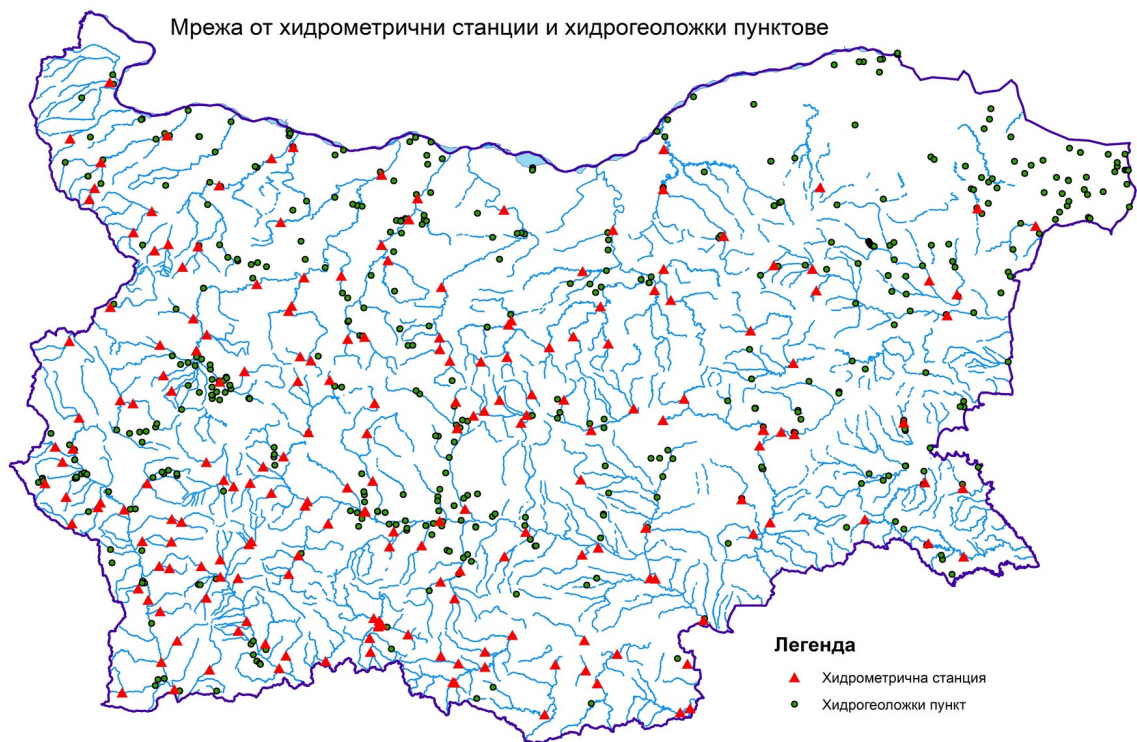 Мрежа от хидрометрични станции и хидрогеоложки пунктове
Легенда
Хидрометрична станция
Хидрогеоложки пункт